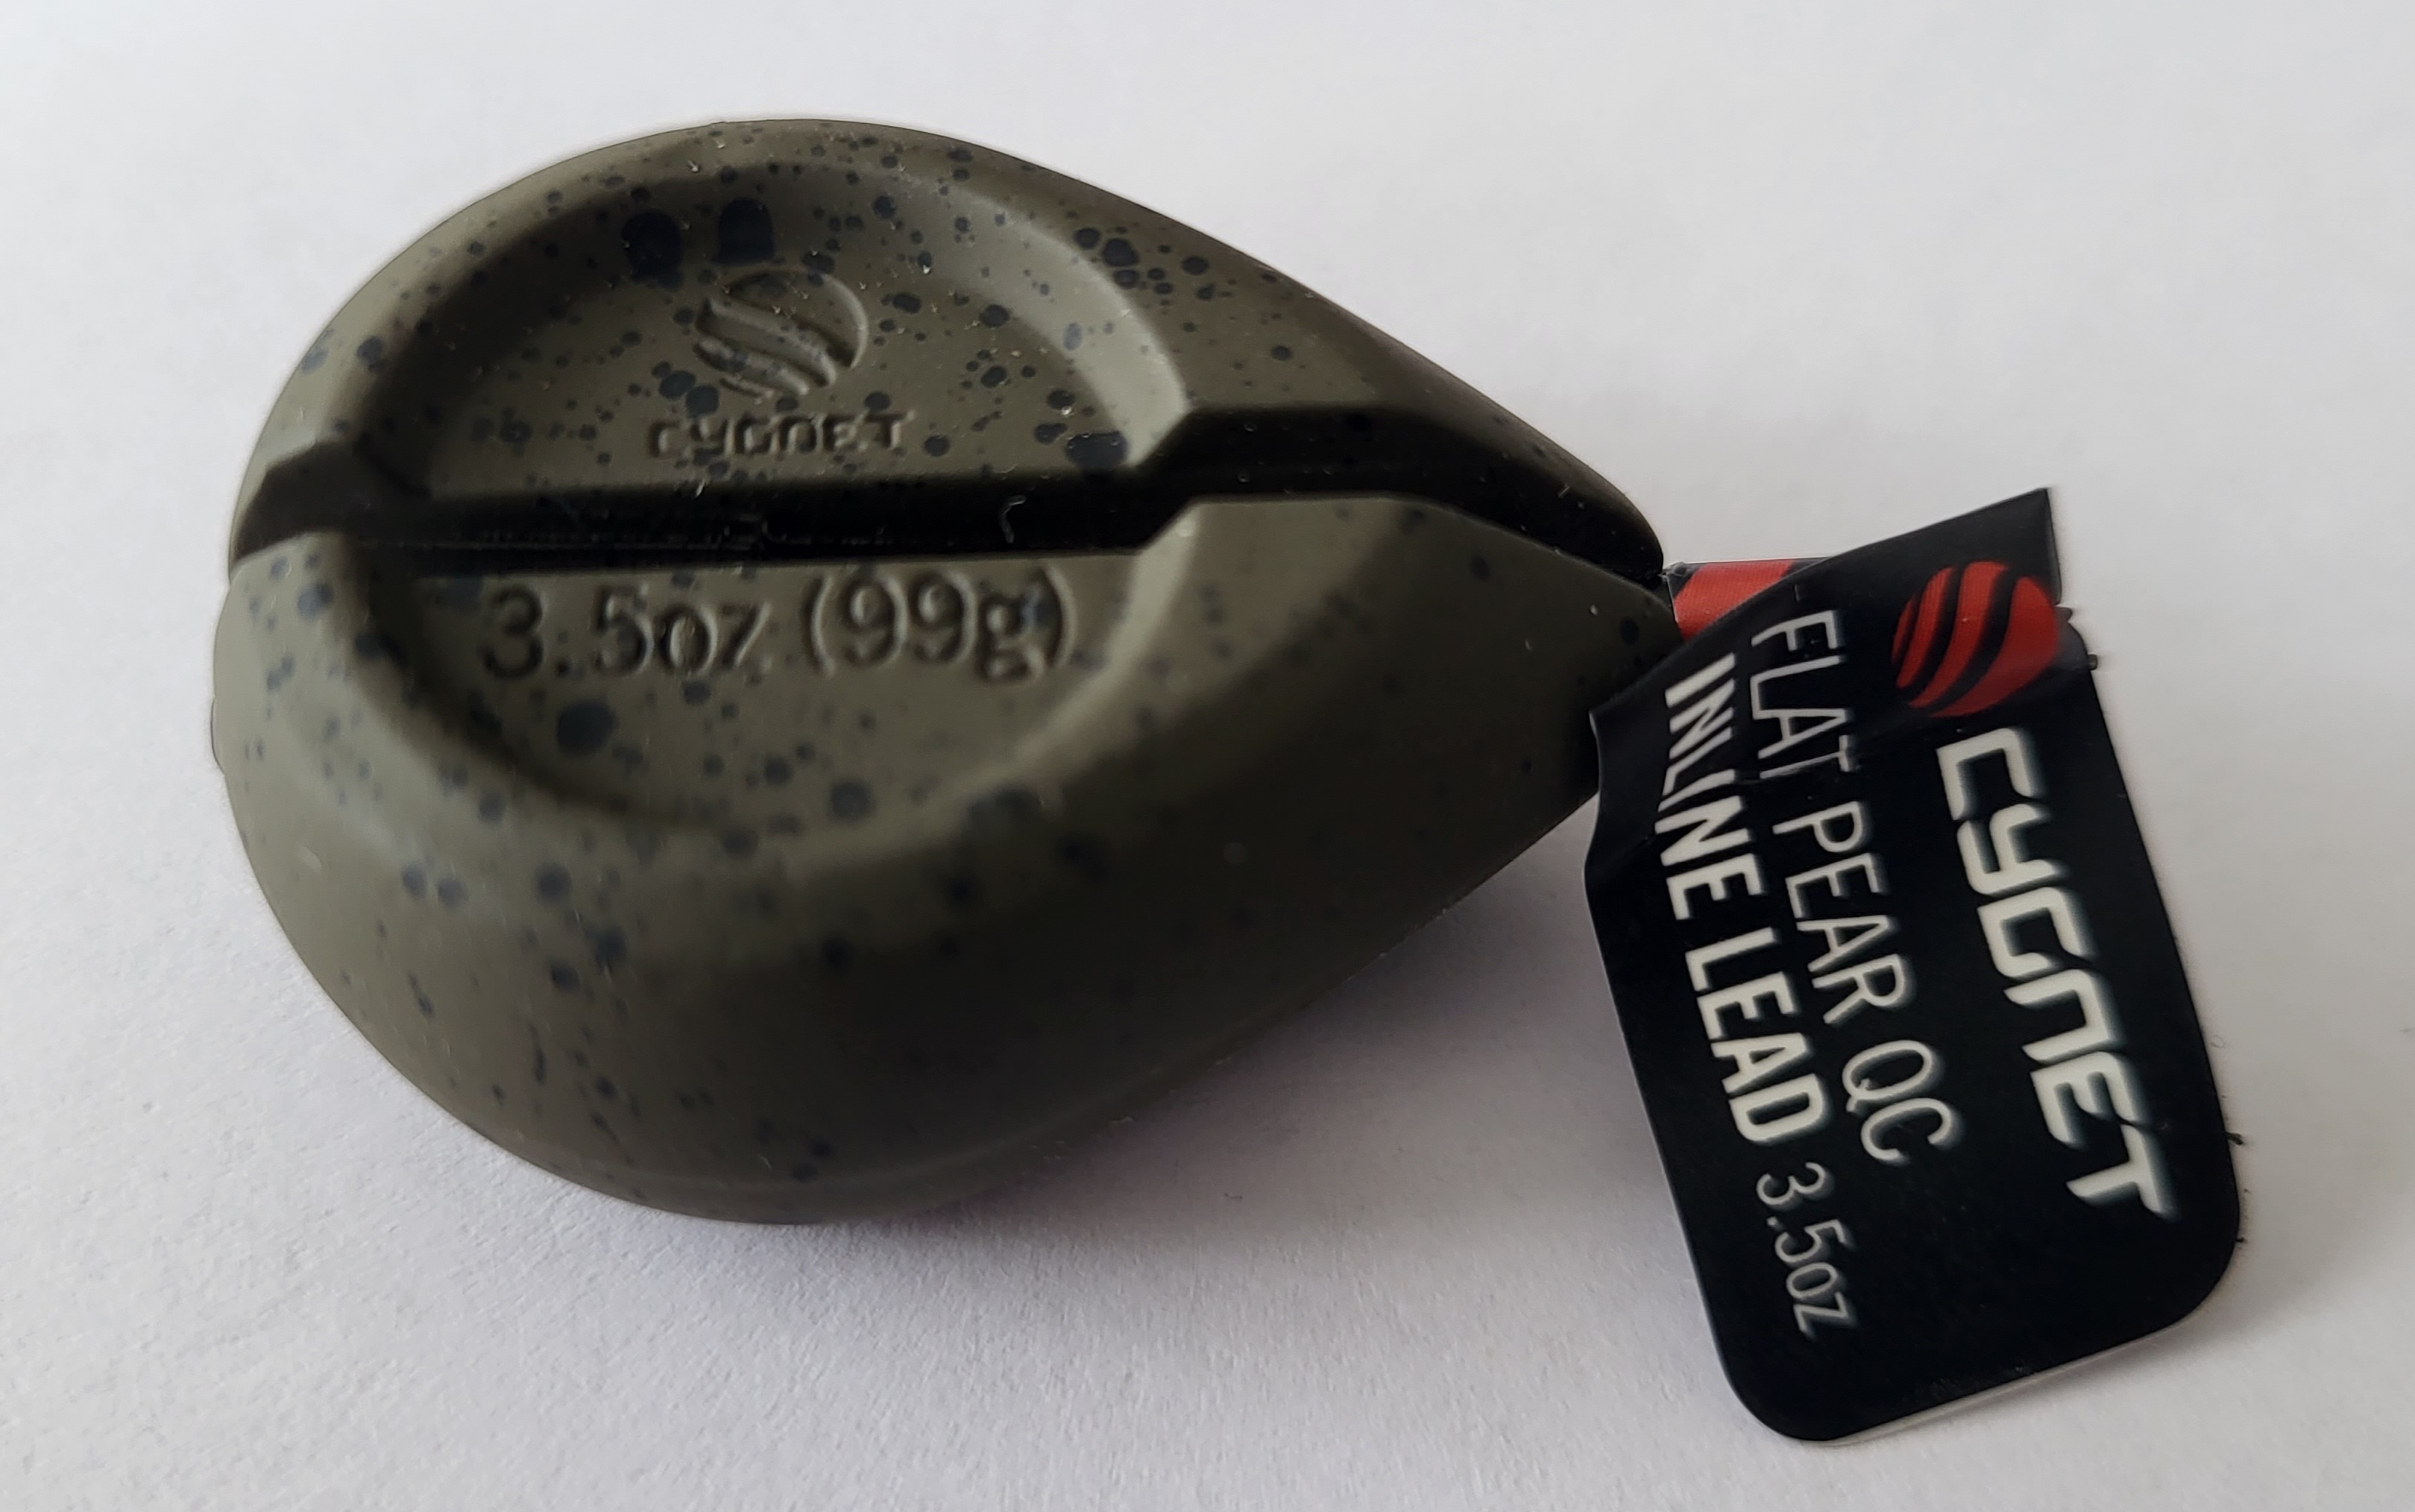 CYGNET
3.5oz (99g)
CYGNET
FLAT PEAR QC
INLINE LEAD 3.5OZ